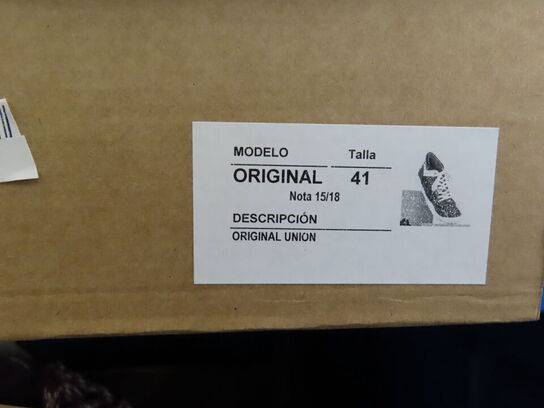 MODELO Talla
ORIGINAL 41
Nota 15/18
DESCRIPCIÓN
ORIGINAL UNION